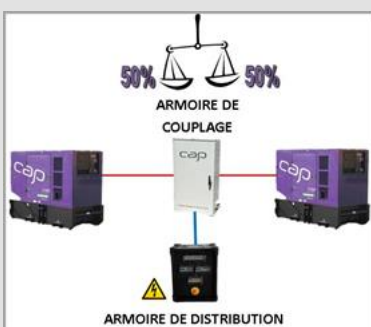 50% 50%
ARMOIRE DE
COUPLAGE
cap cap cap
ARMOIRE DE DISTRIBUTION